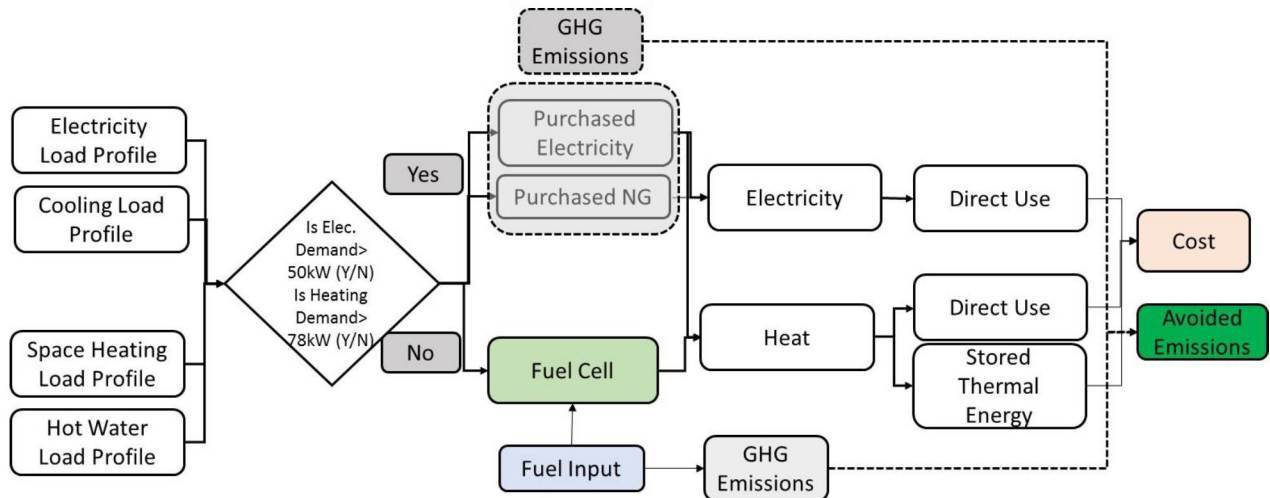 GHG
Emissions
Electricity
Load Profile
Cooling Load
Profile
Space Heating
Load Profile
Hot Water
Load Profile
Is Elec.
Demand>
50kW (Y/N)
Is Heating
Demand>
78kW (Y/N)
Yes
No
Purchased
Electricity
Purchased NG
Fuel Cell
Fuel Input
GHG
Emissions
Electricity
Heat
Direct Use
Direct Use
Stored
Thermal
Energy
Cost
Avoided
Emissions